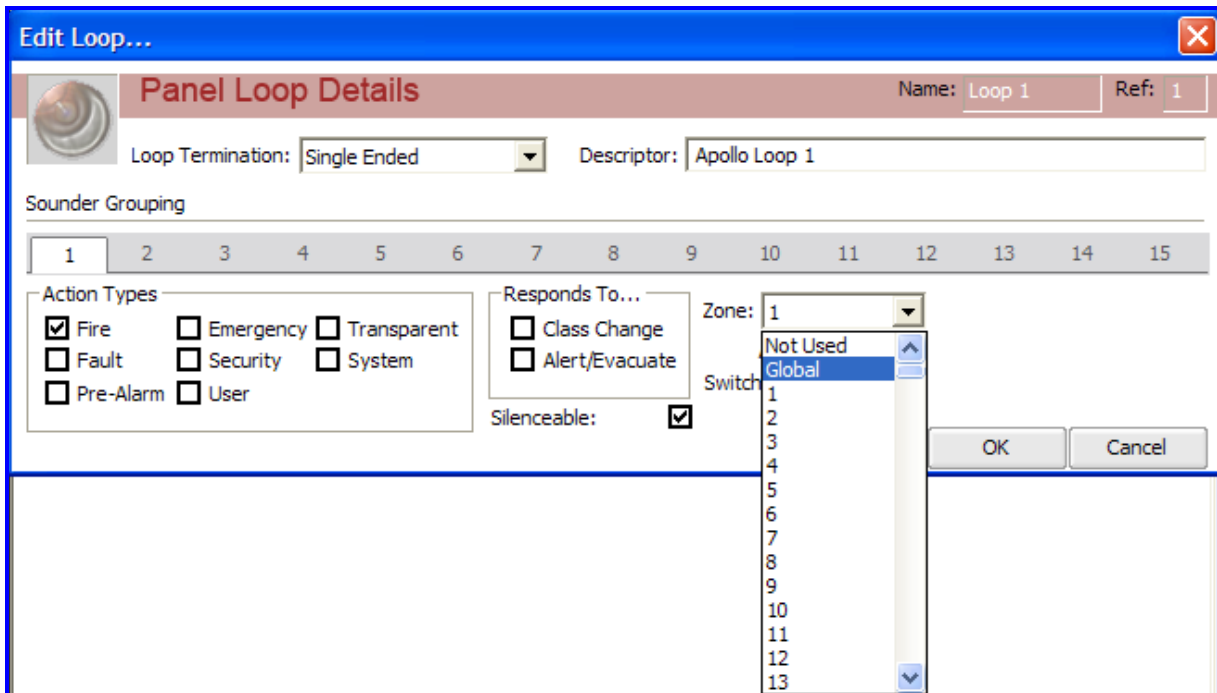 Edit Loop...
Panel Loop Details
Name: Loop 1
Ref: 1
Loop Termination: Single Ended
Descriptor: Apollo Loop 1
Sounder Grouping
1 2 3 4 5 6 7 8 9 10 11 12 13 14 15
Action Types
Fire Emergency Transparent
Fault Security System
Pre-Alarm User
Responds To...
Class Change
Alert/Evacuate
Silenceable:
Zone: 1
Switch
Not Used
Global
1
2
3
4
5
6
7
8
9
10
11
12
13
OK
Cancel